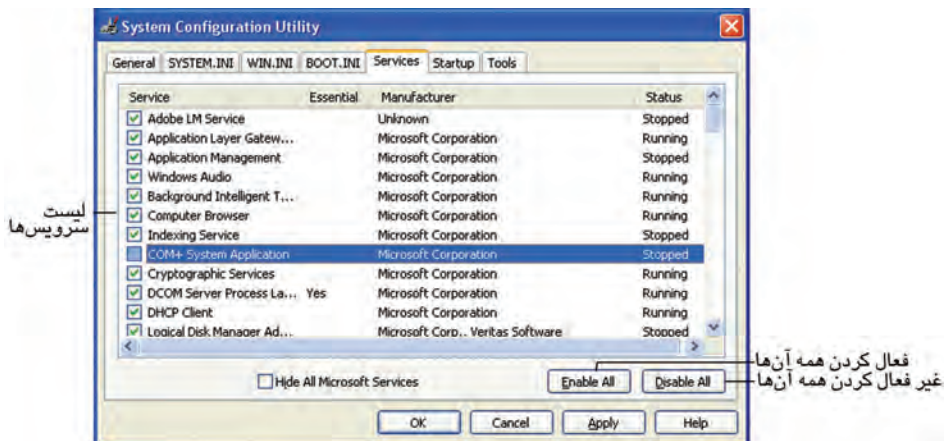 System Configuration Utility
General SYSTEM.INI WIN.INI BOOT.INI Services Startup Tools
Service Essential Manufacturer Status
Adobe LM Service Unknown Stopped
Application Layer Gatew... Microsoft Corporation Running
Application Management Microsoft Corporation Stopped
Windows Audio Microsoft Corporation Running
Background Intelligent T... Microsoft Corporation Running
Computer Browser Microsoft Corporation Running
Indexing Service Microsoft Corporation Stopped
COM+ System Application Microsoft Corporation Stopped
Cryptographic Services Microsoft Corporation Running
DCOM Server Process La... Yes Microsoft Corporation Running
DHCP Client Microsoft Corporation Running
Logical Disk Manager Ad... Microsoft Corp., Veritas Software Stopped
لیست
سرویس‌ها
Hide All Microsoft Services Enable All Disable All
فعال کردن همه آن‌ها
غیر فعال کردن همه آن‌ها
OK Cancel Apply Help